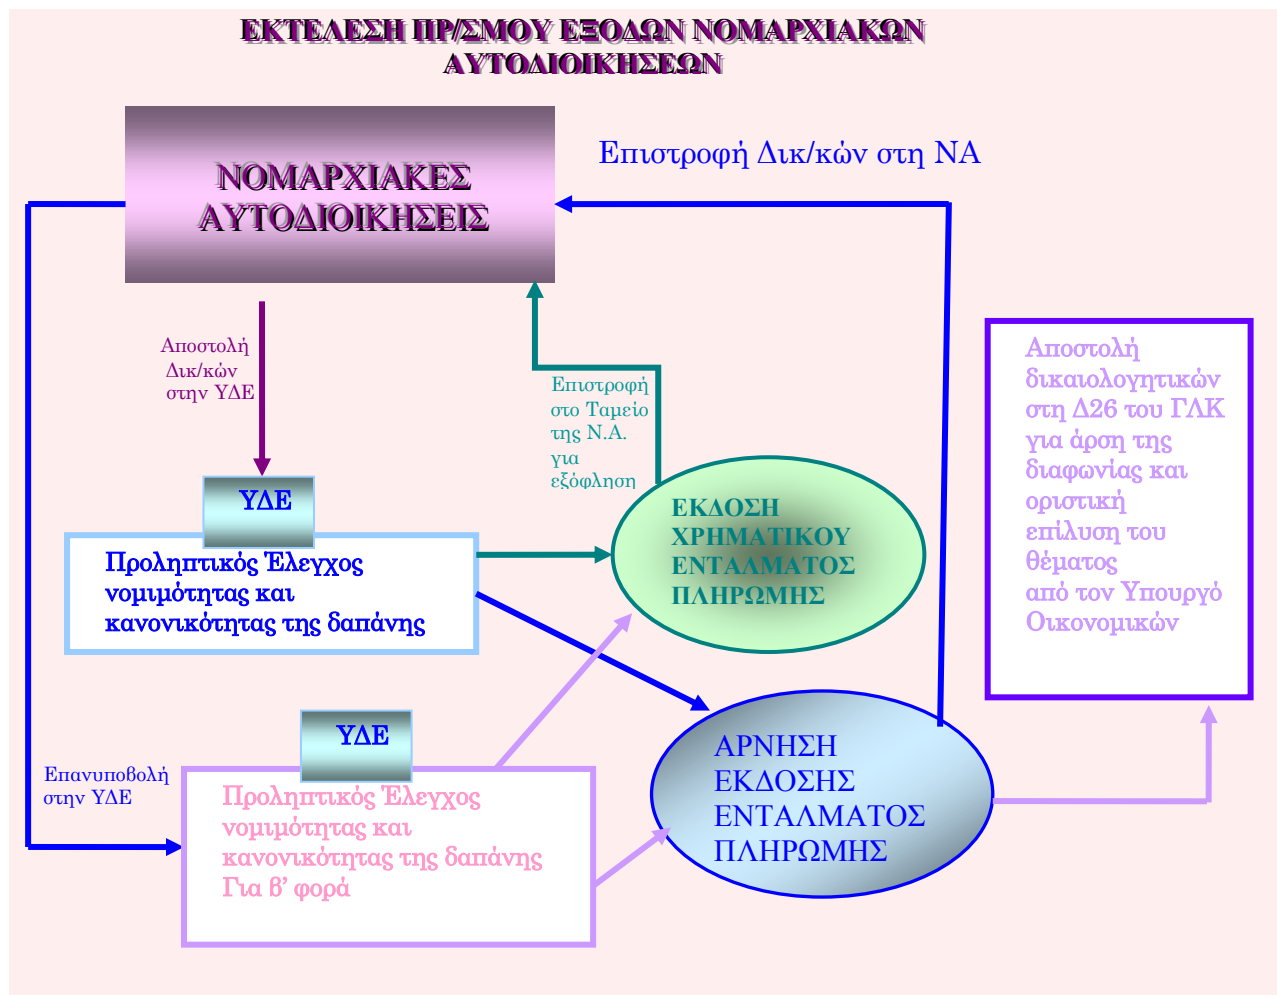 ΕΚΤΕΛΕΣΗ ΠΡ/ΣΜΟΥ ΕΞΟΔΩΝ ΝΟΜΑΡΧΙΑΚΩΝ
ΑΥΤΟΔΙΟΙΚΗΣΕΩΝ
ΝΟΜΑΡΧΙΑΚΕΣ
ΑΥΤΟΔΙΟΙΚΗΣΕΙΣ
Επιστροφή Δικ/κών στη ΝΑ
Αποστολή
Δικ/κών
στην ΥΔΕ
Επιστροφή
στο Ταμείο
της Ν.Α.
για
εξόφληση
Αποστολή
δικαιολογητικών
στη Δ26 του ΓΛΚ
για άρση της
διαφωνίας και
οριστική
επίλυση του
θέματος
από τον Υπουργό
Οικονομικών
ΥΔΕ
Προληπτικός Έλεγχος
νομιμότητας και
κανονικότητας της δαπάνης
ΕΚΔΟΣΗ
ΧΡΗΜΑΤΙΚΟΥ
ΕΝΤΑΛΜΑΤΟΣ
ΠΛΗΡΩΜΗΣ
ΥΔΕ
Επανυποβολή
στην ΥΔΕ
Προληπτικός Έλεγχος
νομιμότητας και
κανονικότητας της δαπάνης
Για β’ φορά
ΑΡΝΗΣΗ
ΕΚΔΟΣΗΣ
ΕΝΤΑΛΜΑΤΟΣ
ΠΛΗΡΩΜΗΣ